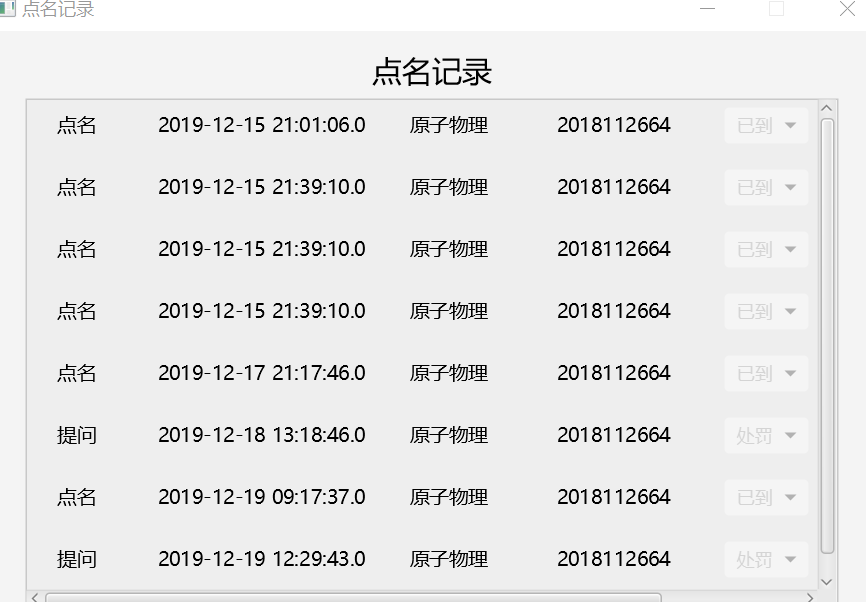 点名记录
点名记录
点名 2019-12-15 21:01:06.0 原子物理 2018112664 已到
点名 2019-12-15 21:39:10.0 原子物理 2018112664 已到
点名 2019-12-15 21:39:10.0 原子物理 2018112664 已到
点名 2019-12-15 21:39:10.0 原子物理 2018112664 已到
点名 2019-12-17 21:17:46.0 原子物理 2018112664 已到
提问 2019-12-18 13:18:46.0 原子物理 2018112664 处罚
点名 2019-12-19 09:17:37.0 原子物理 2018112664 已到
提问 2019-12-19 12:29:43.0 原子物理 2018112664 处罚